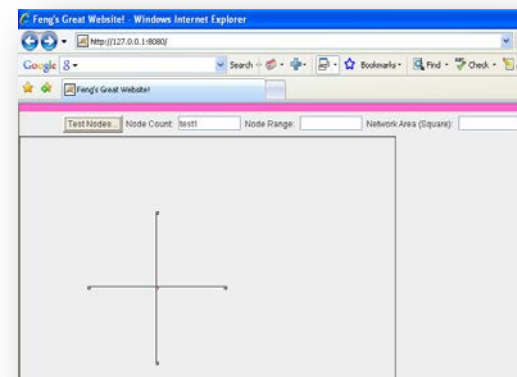 Feng's Great Website! - Windows Internet Explorer
http://127.0.0.1:8080/
Google Search Bookmarks Find Check
Feng's Great Website!
Test Nodes... Node Count: test1 Node Range: Network Area (Square):